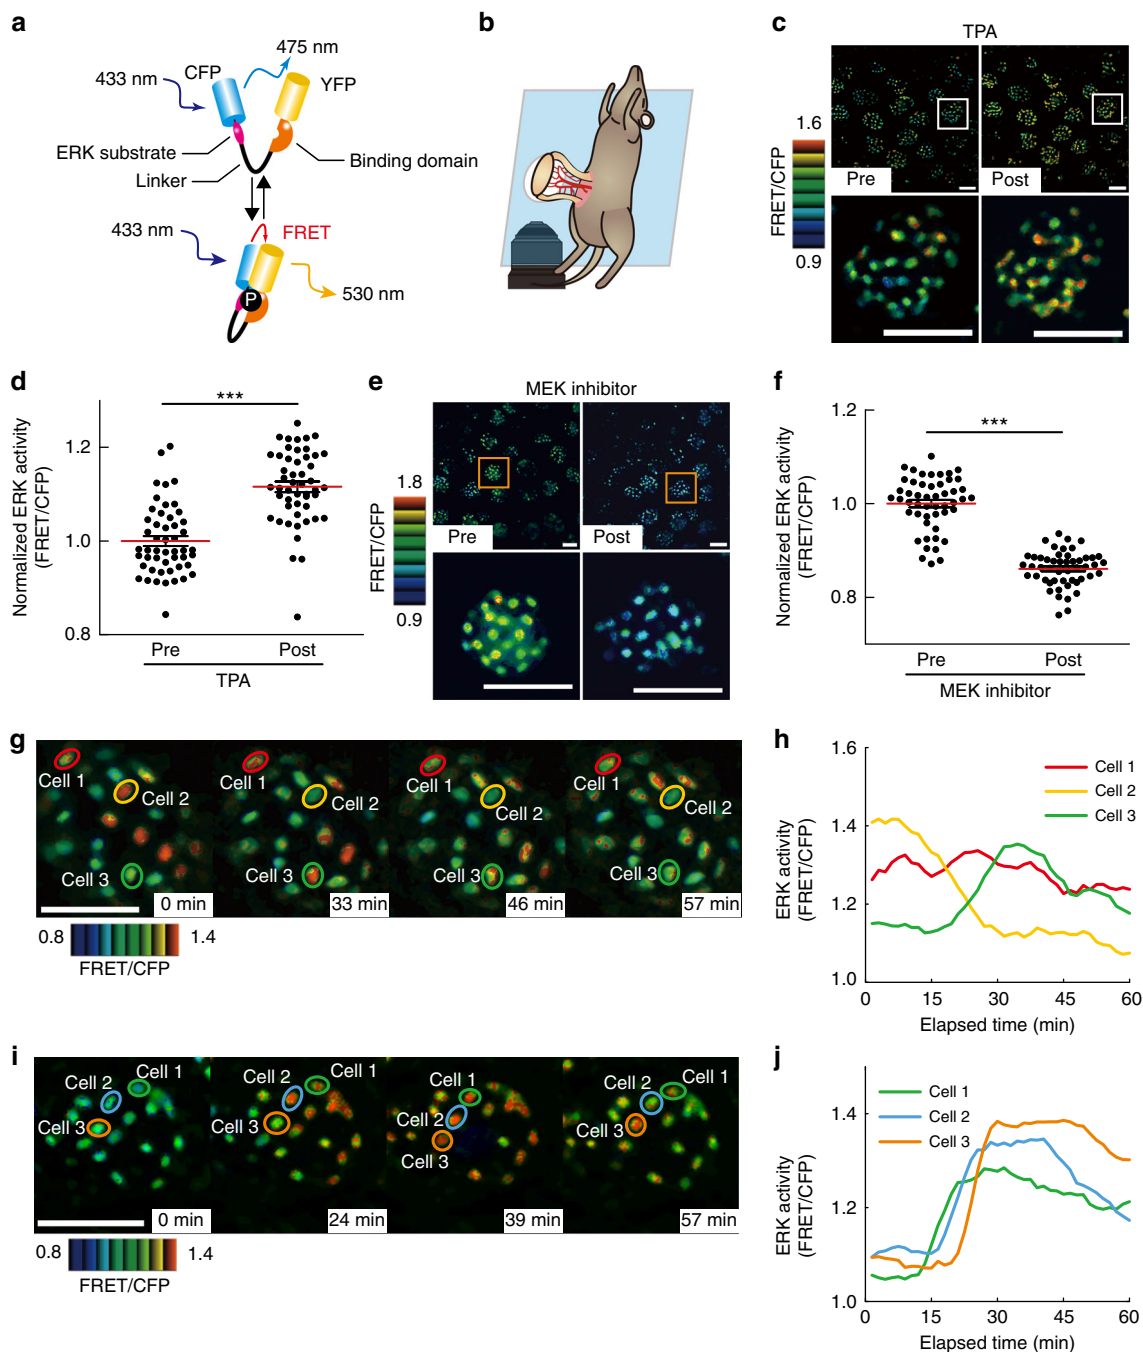 a
475 nm
CFP
433 nm
YFP
ERK substrate
Linker
Binding domain
433 nm
FRET
530 nm
P
b
c
TPA
1.6
FRET/CFP
0.9
Pre
Post
d
***
Normalized ERK activity
(FRET/CFP)
1.2
1.0
0.8
Pre
Post
TPA
e
MEK inhibitor
1.8
FRET/CFP
0.9
Pre
Post
f
***
Normalized ERK activity
(FRET/CFP)
1.2
1.0
0.8
Pre
Post
MEK inhibitor
g
Cell 1
Cell 2
Cell 3
0 min
Cell 1
Cell 2
Cell 3
33 min
Cell 1
Cell 2
Cell 3
46 min
Cell 1
Cell 2
Cell 3
57 min
0.8
1.4
FRET/CFP
h
ERK activity
(FRET/CFP)
1.6
1.4
1.2
1.0
Cell 1
Cell 2
Cell 3
0
15
30
45
60
Elapsed time (min)
i
Cell 1
Cell 2
Cell 3
0 min
Cell 1
Cell 2
Cell 3
24 min
Cell 1
Cell 2
Cell 3
39 min
Cell 1
Cell 2
Cell 3
57 min
0.8
1.4
FRET/CFP
j
ERK activity
(FRET/CFP)
1.4
1.2
1.0
Cell 1
Cell 2
Cell 3
0
15
30
45
60
Elapsed time (min)